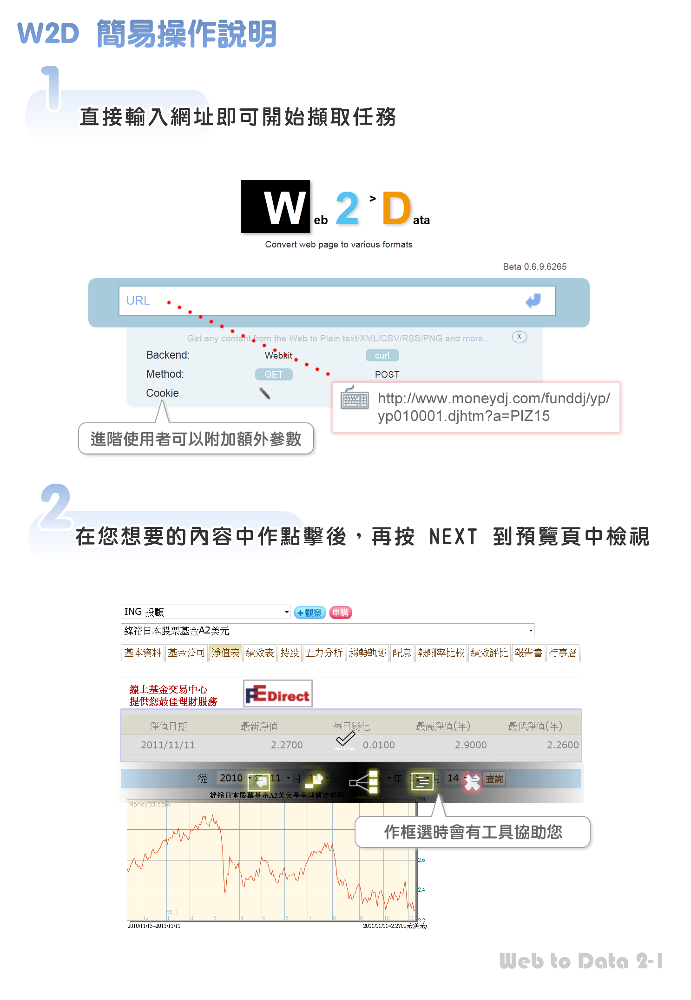 W2D 簡易操作說明
1
直接輸入網址即可開始擷取任務
Web 2 > Data
Convert web page to various formats
Beta 0.6.9.6265
URL
Get any content from the Web to Plain text/XML/CSV/RSS/PNG and more...
X
Backend: Webkit curl
Method: GET POST
Cookie
http://www.moneydj.com/funddj/yp/
yp010001.djhtm?a=PIZ15
進階使用者可以附加額外參數
2
在您想要的內容中作點擊後，再按 NEXT 到預覽頁中檢視
ING 投顧 +觀察 申購
鋒裕日本股票基金A2美元
基本資料 基金公司 淨值表 績效表 持股 五力分析 趨勢軌跡 配息 報酬率比較 績效評比 報告書 行事曆
線上基金交易中心
提供您最佳理財服務
FEDirect
淨值日期 最新淨值 每日變化 最高淨值(年) 最低淨值(年)
2011/11/11 2.2700 0.0100 2.9000 2.2600
Web 2 Data
從 2010 年 11 月 14 日 11 年 11 月 14 日 查詢
鋒裕日本股票基金A2美元基金淨值走勢圖
MoneyDJ.com
3.0
作框選時會有工具協助您
2.6
2.4
2011
12 1 2 3 4 5 6 7 8 9 10 11
2.2
2010/11/15~2011/11/11 2011/11/11=2.2700元(美元)
Web to Data 2-1